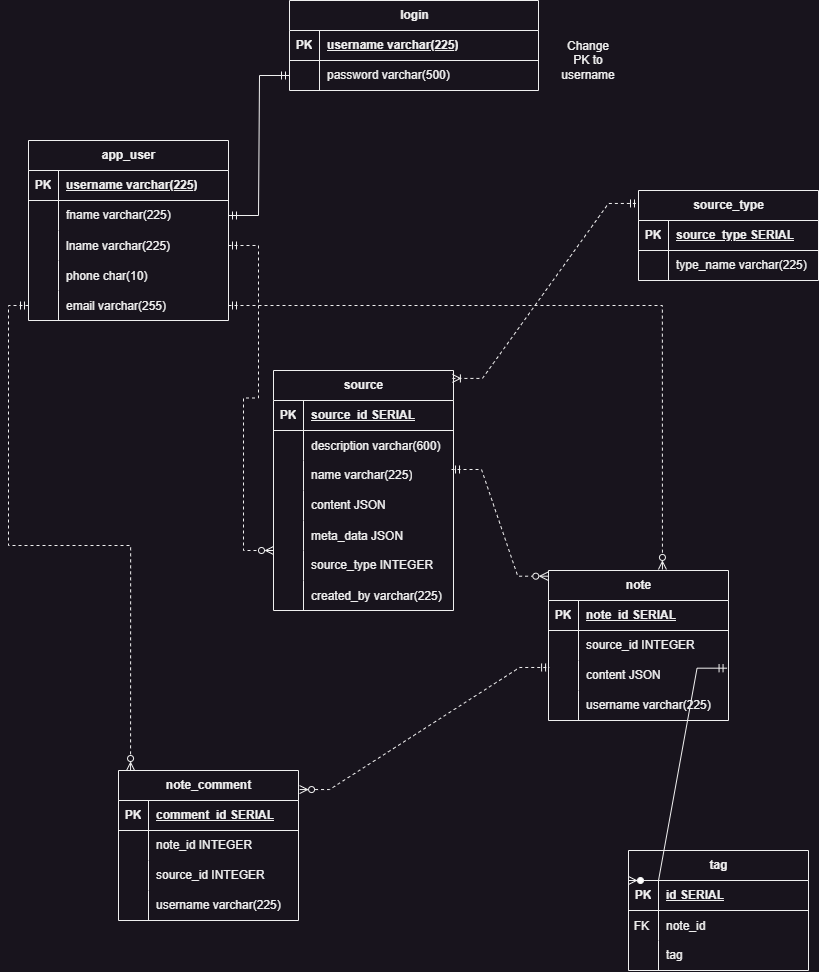 login
PK username varchar(225)
password varchar(500)
Change
PK to
username
app_user
PK username varchar(225)
fname varchar(225)
lname varchar(225)
phone char(10)
email varchar(255)
source_type
PK source_type SERIAL
type_name varchar(225)
source
PK source_id SERIAL
description varchar(600)
name varchar(225)
content JSON
meta_data JSON
source_type INTEGER
created_by varchar(225)
note
PK note_id SERIAL
source_id INTEGER
content JSON
username varchar(225)
note_comment
PK comment_id SERIAL
note_id INTEGER
source_id INTEGER
username varchar(225)
tag
PK id SERIAL
FK note_id
tag